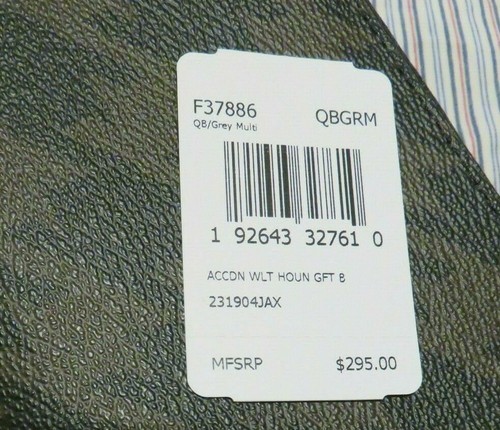 F37886 QBGRM
QB/Grey Multi
1 92643 32761 0
ACCDN WLT HOUN GFT B
231904JAX
MFSRP $295.00